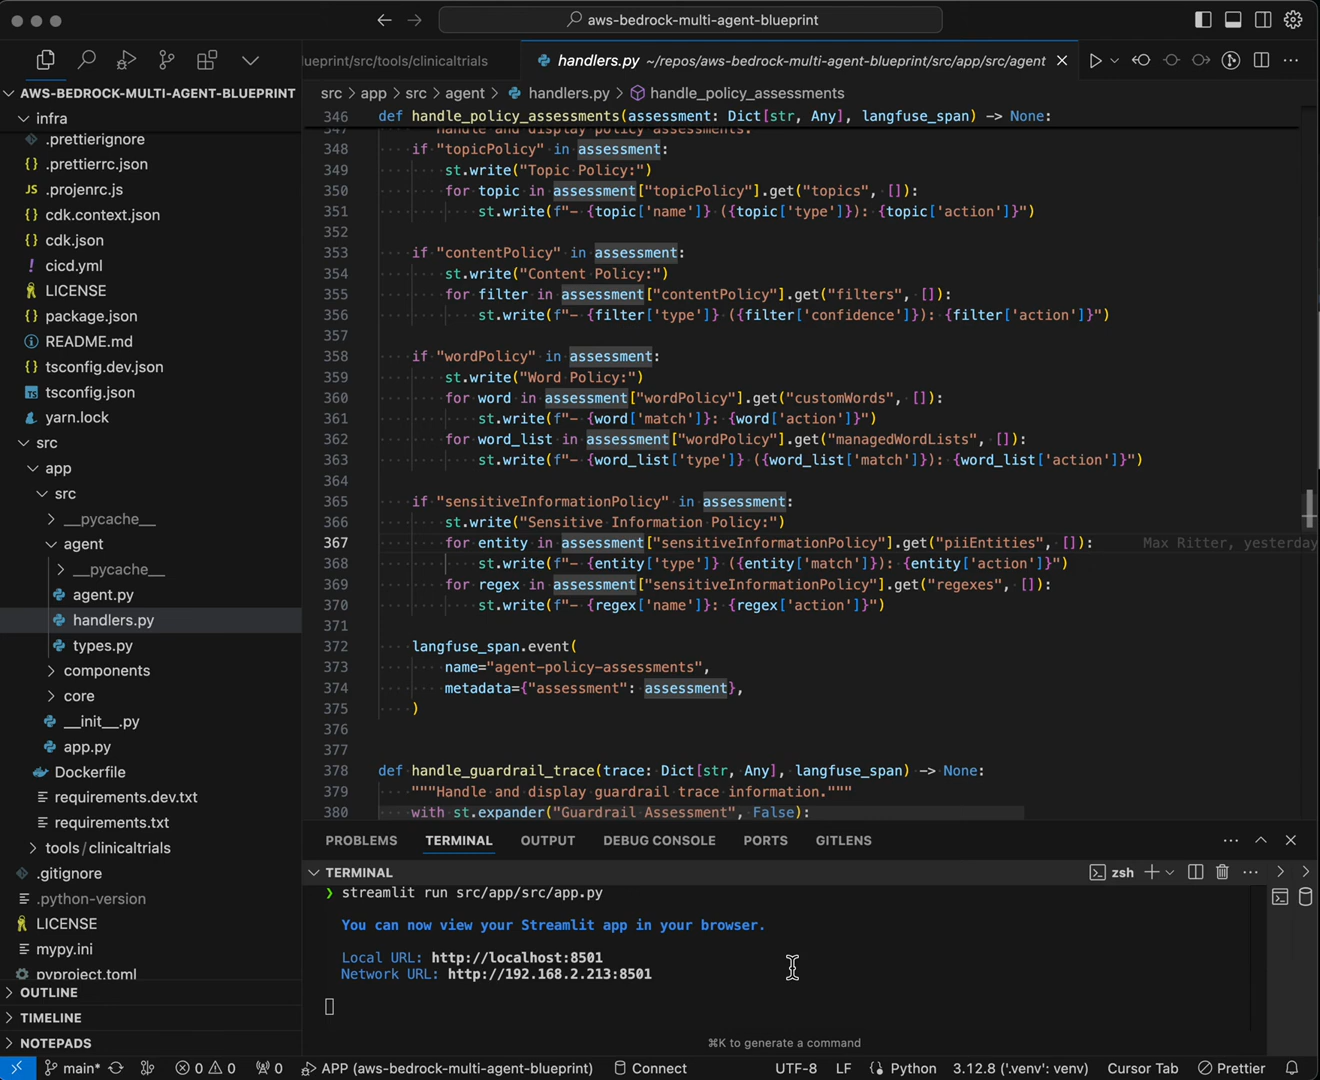 aws-bedrock-multi-agent-blueprint
ueprint/src/tools/clinicaltrials
handlers.py ~/repos/aws-bedrock-multi-agent-blueprint/src/app/src/agent
AWS-BEDROCK-MULTI-AGENT-BLUEPRINT
infra
.prettierignore
{} .prettierrc.json
JS .projenrc.js
{} cdk.context.json
{} cdk.json
! cicd.yml
LICENSE
{} package.json
README.md
{} tsconfig.dev.json
TS tsconfig.json
yarn.lock
src
app
src
__pycache__
agent
__pycache__
agent.py
handlers.py
types.py
components
core
__init__.py
app.py
Dockerfile
requirements.dev.txt
requirements.txt
tools / clinicaltrials
.gitignore
.python-version
LICENSE
mypy.ini
pyproject.toml
OUTLINE
TIMELINE
NOTEPADS
src > app > src > agent > handlers.py > handle_policy_assessments
346 def handle_policy_assessments(assessment: Dict[str, Any], langfuse_span) -> None:
347 Handle and display policy assessments.
348 if "topicPolicy" in assessment:
349 st.write("Topic Policy:")
350 for topic in assessment["topicPolicy"].get("topics", []):
351 st.write(f"- {topic['name']} ({topic['type']}): {topic['action']}")
352
353 if "contentPolicy" in assessment:
354 st.write("Content Policy:")
355 for filter in assessment["contentPolicy"].get("filters", []):
356 st.write(f"- {filter['type']} ({filter['confidence']}): {filter['action']}")
357
358 if "wordPolicy" in assessment:
359 st.write("Word Policy:")
360 for word in assessment["wordPolicy"].get("customWords", []):
361 st.write(f"- {word['match']}: {word['action']}")
362 for word_list in assessment["wordPolicy"].get("managedWordLists", []):
363 st.write(f"- {word_list['type']} ({word_list['match']}): {word_list['action']}")
364
365 if "sensitiveInformationPolicy" in assessment:
366 st.write("Sensitive Information Policy:")
367 for entity in assessment["sensitiveInformationPolicy"].get("piiEntities", []): Max Ritter, yesterday
368 st.write(f"- {entity['type']} ({entity['match']}): {entity['action']}")
369 for regex in assessment["sensitiveInformationPolicy"].get("regexes", []):
370 st.write(f"- {regex['name']}: {regex['action']}")
371
372 langfuse_span.event(
373 name="agent-policy-assessments",
374 metadata={"assessment": assessment},
375 )
376
377
378 def handle_guardrail_trace(trace: Dict[str, Any], langfuse_span) -> None:
379 """Handle and display guardrail trace information."""
380 with st.expander("Guardrail Assessment", False):
PROBLEMS TERMINAL OUTPUT DEBUG CONSOLE PORTS GITLENS
TERMINAL zsh
❯ streamlit run src/app/src/app.py
You can now view your Streamlit app in your browser.
Local URL: http://localhost:8501
Network URL: http://192.168.2.213:8501
⌘K to generate a command
main* 0 0 0 APP (aws-bedrock-multi-agent-blueprint) Connect UTF-8 LF Python 3.12.8 ('.venv': venv) Cursor Tab Prettier